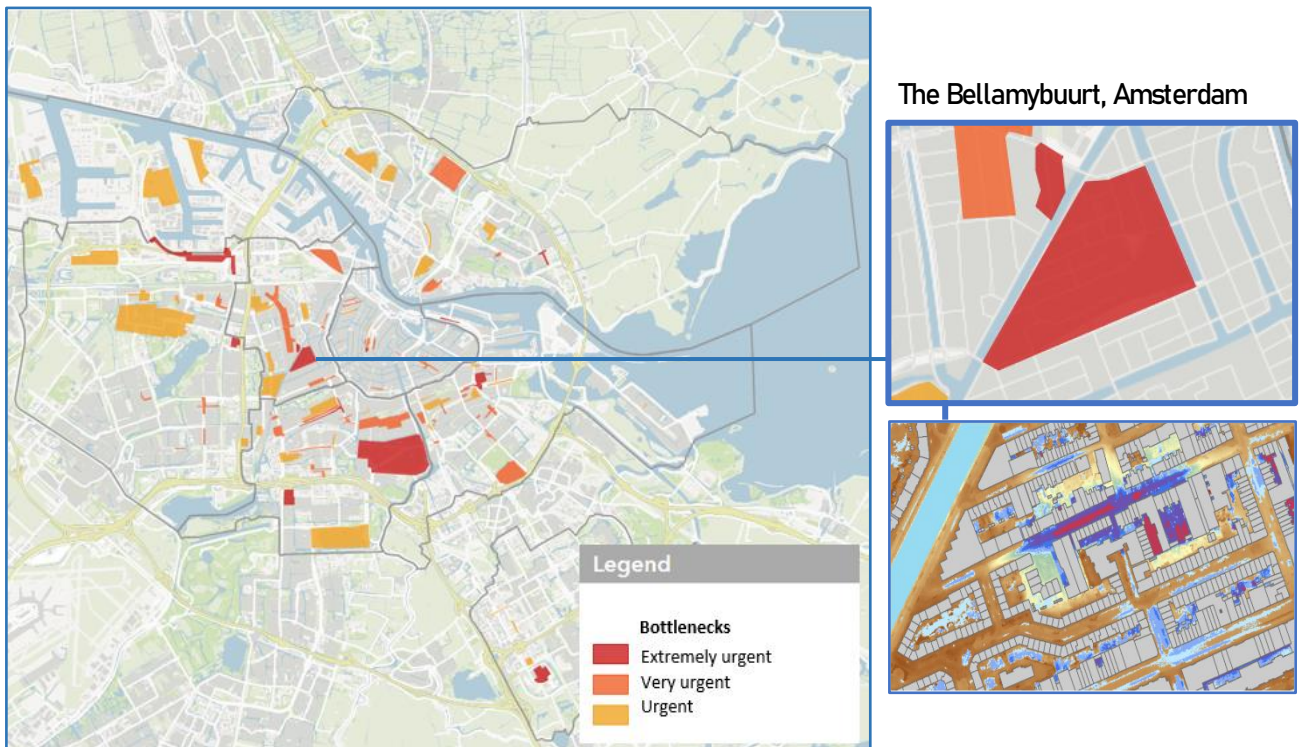 The Bellamybuurt, Amsterdam
Legend
Bottlenecks
Extremely urgent
Very urgent
Urgent